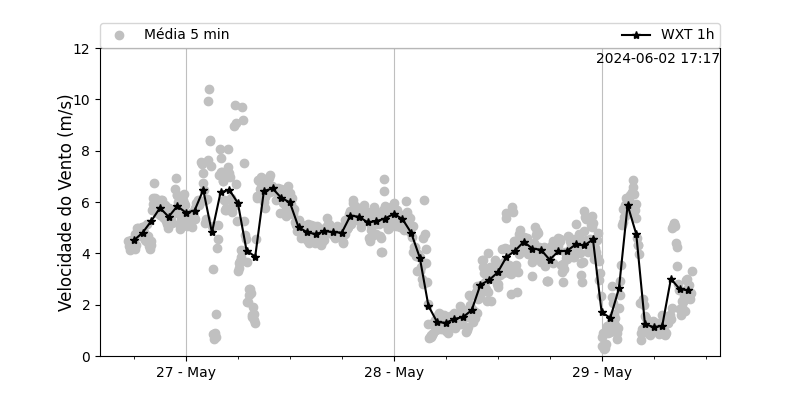 Média 5 min
WXT 1h
2024-06-02 17:17
Velocidade do Vento (m/s)
12
10
8
6
4
2
0
27 - May
28 - May
29 - May